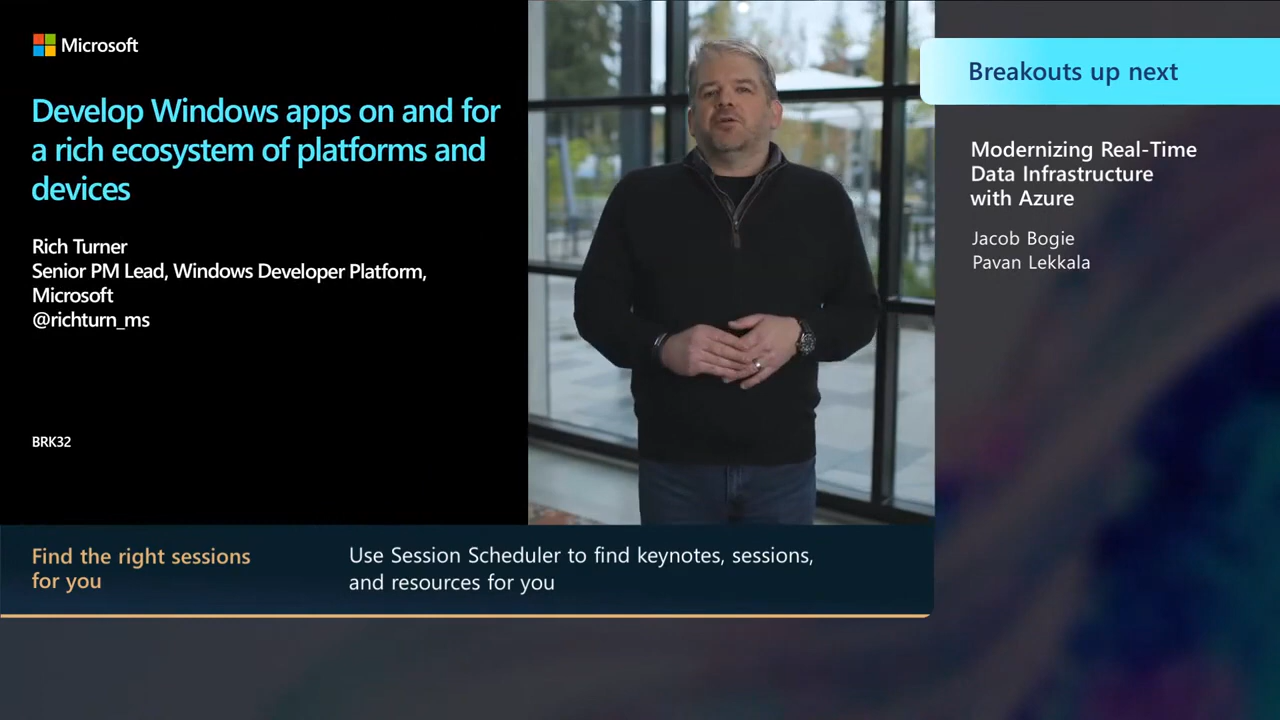 Microsoft
Develop Windows apps on and for
a rich ecosystem of platforms and
devices
Rich Turner
Senior PM Lead, Windows Developer Platform,
Microsoft
@richturn_ms
BRK32
Breakouts up next
Modernizing Real-Time
Data Infrastructure
with Azure
Jacob Bogie
Pavan Lekkala
Find the right sessions
for you
Use Session Scheduler to find keynotes, sessions,
and resources for you